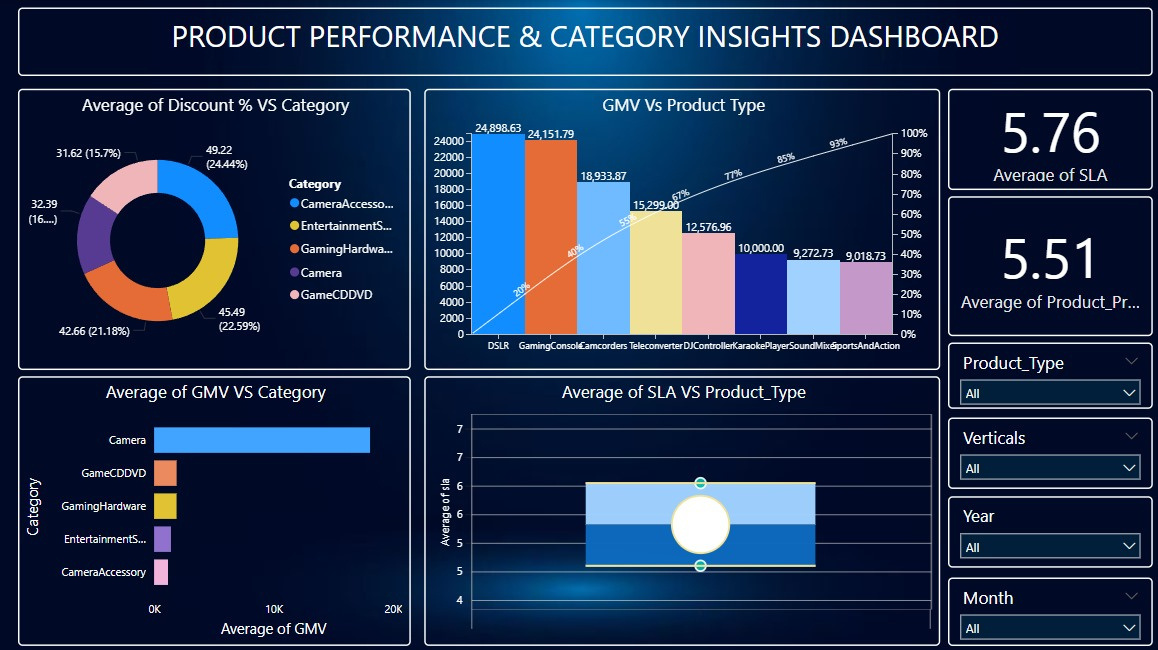 PRODUCT PERFORMANCE & CATEGORY INSIGHTS DASHBOARD
Average of Discount % VS Category
31.62 (15.7%)
49.22
(24.44%)
32.39
(16....)
42.66 (21.18%)
45.49
(22.59%)
Category
CameraAccesso...
EntertainmentS...
GamingHardwa...
Camera
GameCDDVD
GMV Vs Product Type
24000
22000
20000
18000
16000
14000
12000
10000
8000
6000
4000
2000
0
24,898.63
24,151.79
18,933.87
15,299.00
12,576.96
10,000.00
9,272.73
9,018.73
20%
40%
55%
67%
77%
85%
93%
100%
90%
80%
70%
60%
50%
40%
30%
20%
10%
0%
DSLR
GamingConsole
Camcorders
Teleconverter
DJController
KaraokePlayer
SoundMixer
SportsAndAction
5.76
Average of SLA
5.51
Average of Product_Pr...
Average of GMV VS Category
Category
Camera
GameCDDVD
GamingHardware
EntertainmentS...
CameraAccessory
0K
10K
20K
Average of GMV
Average of SLA VS Product_Type
Average of sla
7
7
6
6
5
5
4
Product_Type
All
Verticals
All
Year
All
Month
All